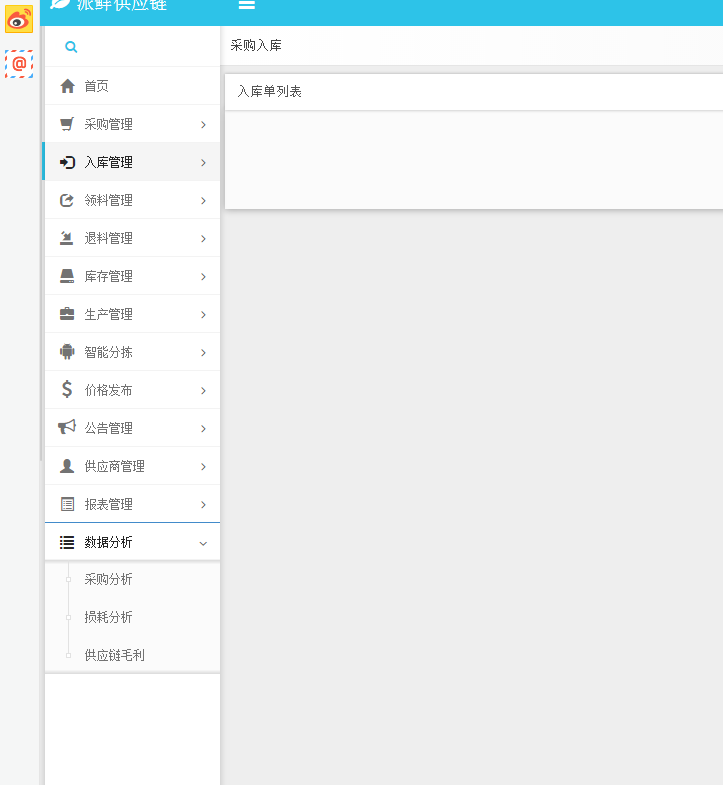 派鲜供应链
采购入库
首页
入库单列表
采购管理
入库管理
领料管理
退料管理
库存管理
生产管理
智能分拣
价格发布
公告管理
供应商管理
报表管理
数据分析
采购分析
损耗分析
供应链毛利